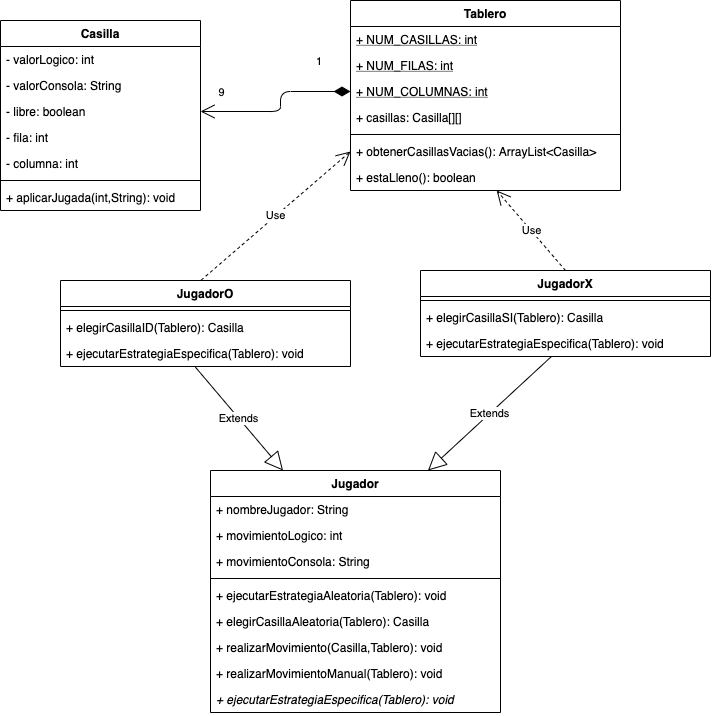 Casilla
- valorLogico: int
- valorConsola: String
- libre: boolean
- fila: int
- columna: int
+ aplicarJugada(int,String): void
9
1
Tablero
+ NUM_CASILLAS: int
+ NUM_FILAS: int
+ NUM_COLUMNAS: int
+ casillas: Casilla[][]
+ obtenerCasillasVacias(): ArrayList<Casilla>
+ estaLleno(): boolean
Use
Use
JugadorO
+ elegirCasillaID(Tablero): Casilla
+ ejecutarEstrategiaEspecifica(Tablero): void
JugadorX
+ elegirCasillaSI(Tablero): Casilla
+ ejecutarEstrategiaEspecifica(Tablero): void
Extends
Extends
Jugador
+ nombreJugador: String
+ movimientoLogico: int
+ movimientoConsola: String
+ ejecutarEstrategiaAleatoria(Tablero): void
+ elegirCasillaAleatoria(Tablero): Casilla
+ realizarMovimiento(Casilla,Tablero): void
+ realizarMovimientoManual(Tablero): void
+ ejecutarEstrategiaEspecifica(Tablero): void